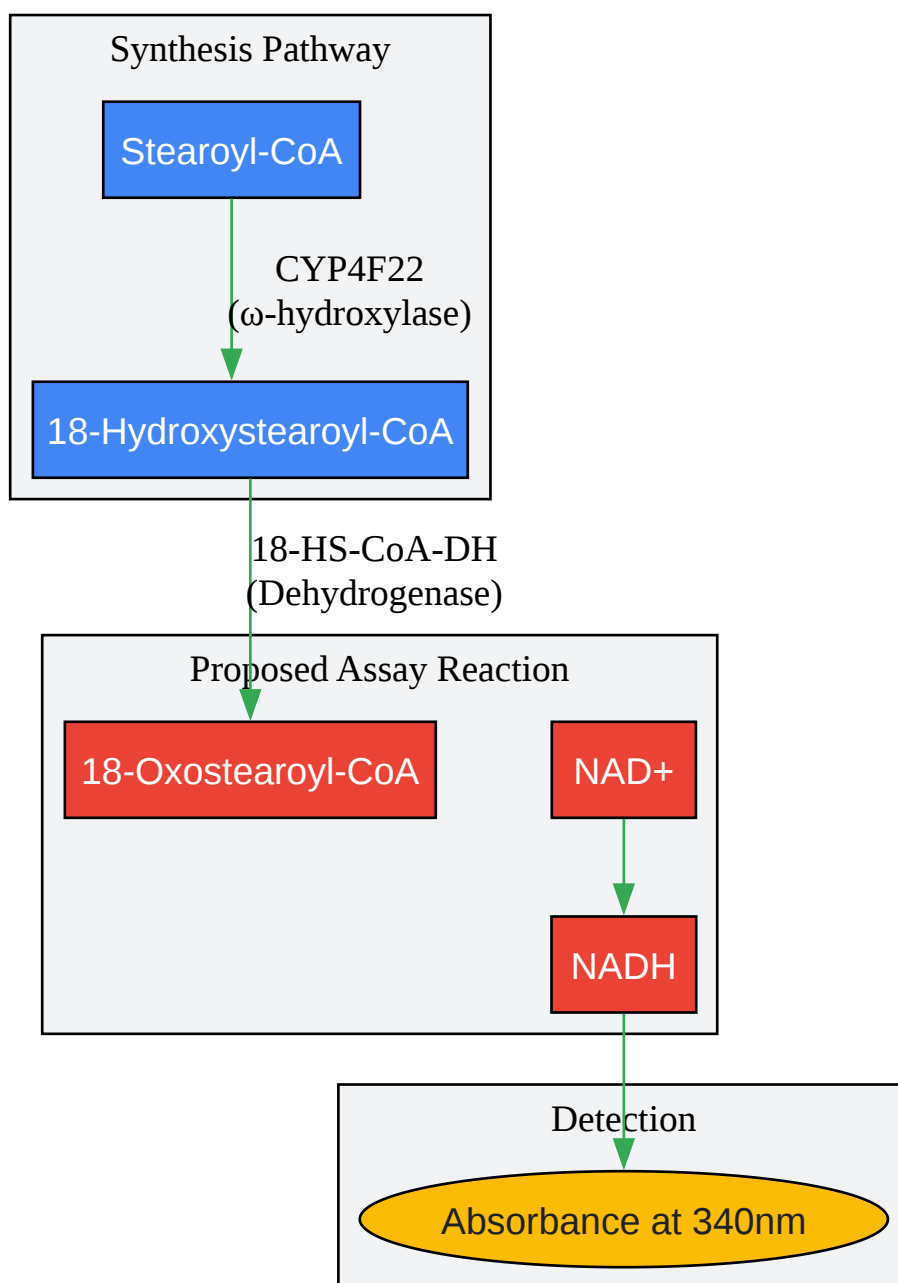 Synthesis Pathway
Stearoyl-CoA
CYP4F22
(ω-hydroxylase)
18-Hydroxystearoyl-CoA
18-HS-CoA-DH
(Dehydrogenase)
Proposed Assay Reaction
18-Oxostearoyl-CoA
NAD+
NADH
Detection
Absorbance at 340nm